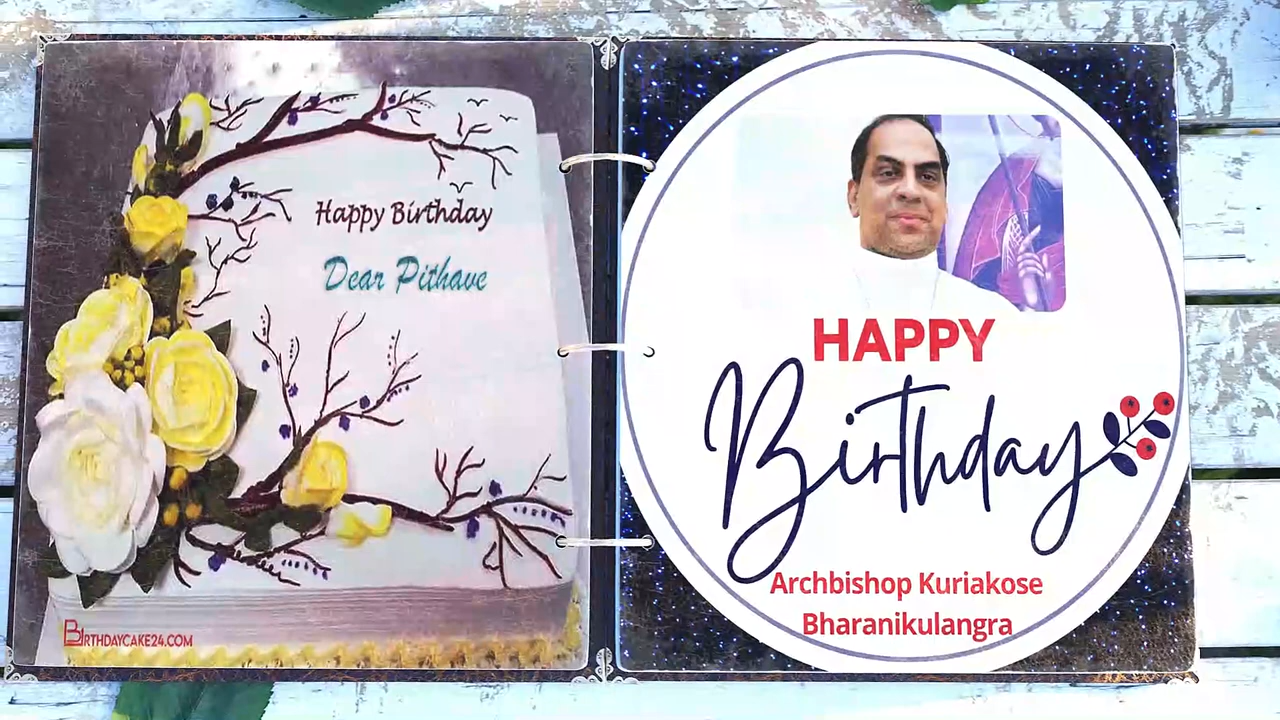 Happy Birthday
Dear Pithave
BIRTHDAYCAKE24.COM
HAPPY
Birthday
Archbishop Kuriakose
Bharanikulangra